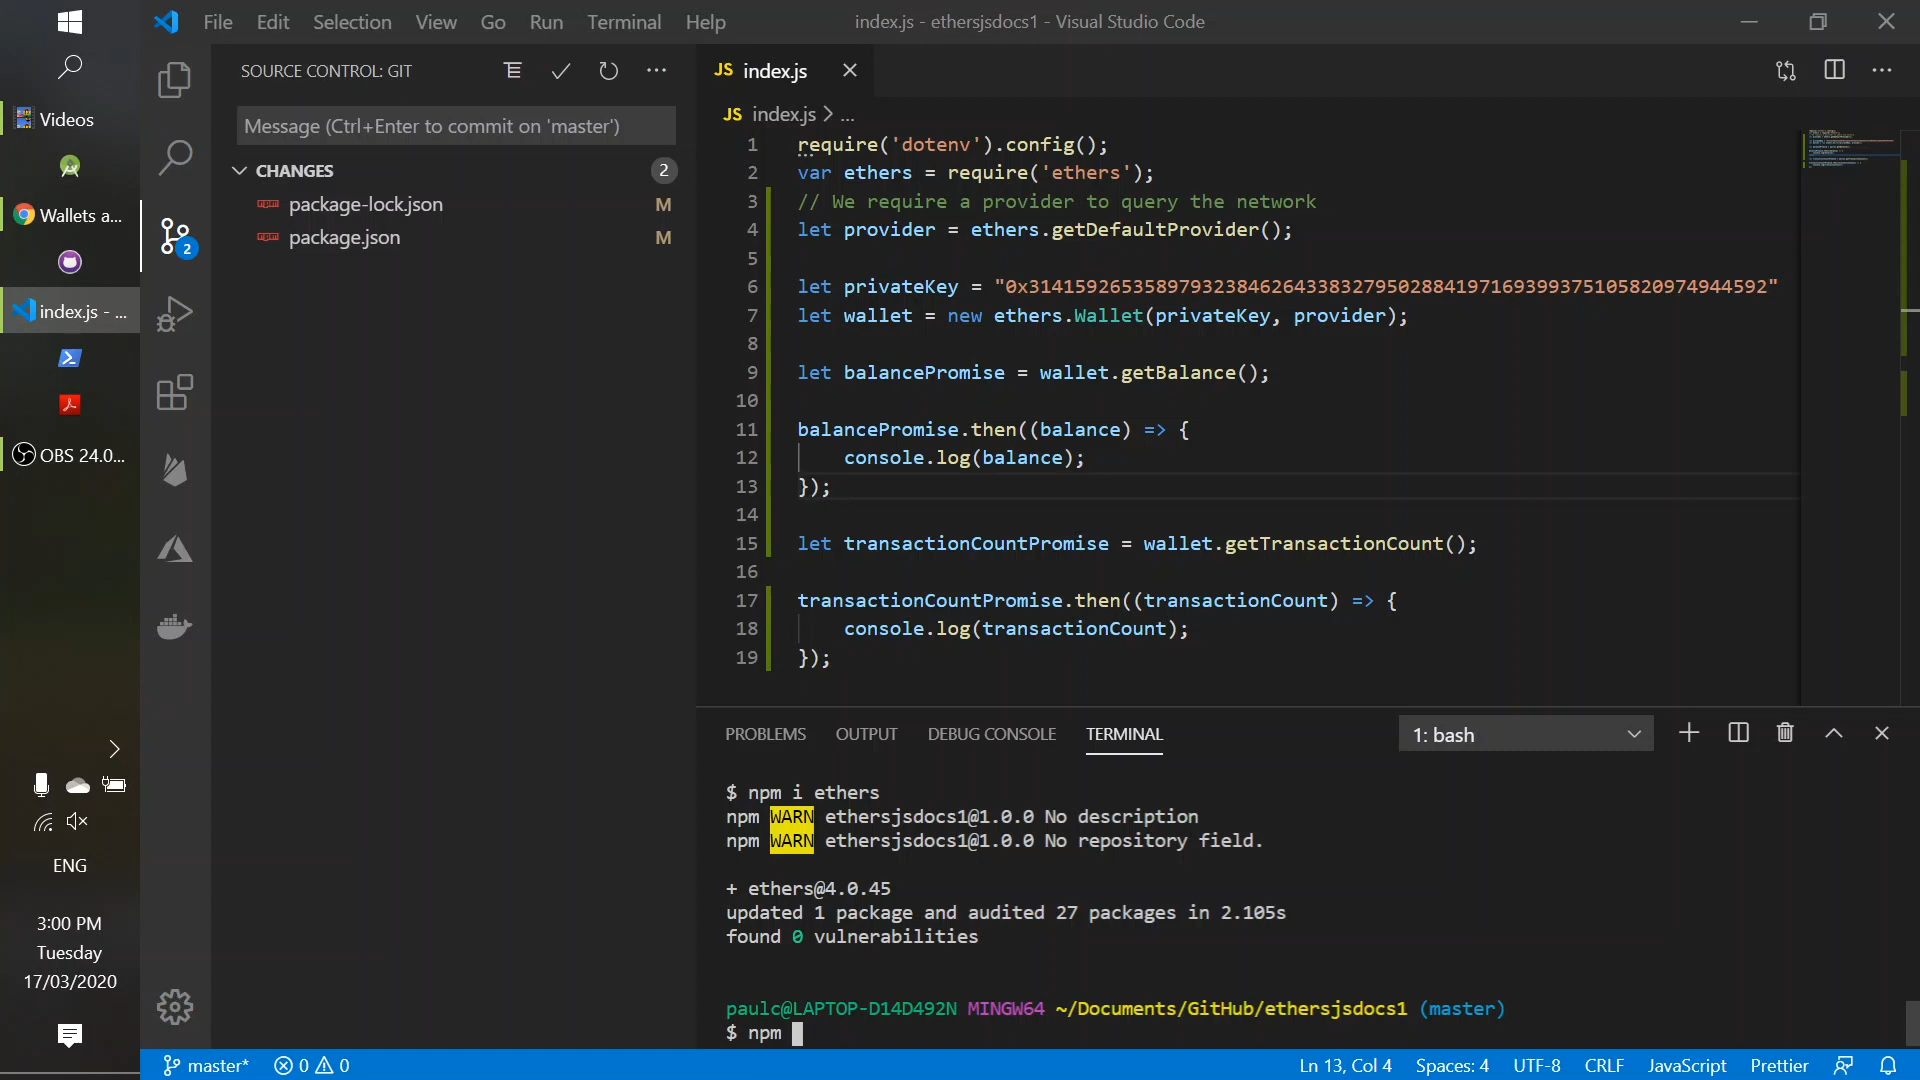 File Edit Selection View Go Run Terminal Help
index.js - ethersjsdocs1 - Visual Studio Code
Videos
Wallets a...
index.js - ...
OBS 24.0...
ENG
3:00 PM
Tuesday
17/03/2020
SOURCE CONTROL: GIT
Message (Ctrl+Enter to commit on 'master')
CHANGES 2
package-lock.json M
package.json M
2
JS index.js
JS index.js > ...
1 require('dotenv').config();
2 var ethers = require('ethers');
3 // We require a provider to query the network
4 let provider = ethers.getDefaultProvider();
5
6 let privateKey = "0x3141592653589793238462643383279502884197169399375105820974944592"
7 let wallet = new ethers.Wallet(privateKey, provider);
8
9 let balancePromise = wallet.getBalance();
10
11 balancePromise.then((balance) => {
12 console.log(balance);
13 });
14
15 let transactionCountPromise = wallet.getTransactionCount();
16
17 transactionCountPromise.then((transactionCount) => {
18 console.log(transactionCount);
19 });
PROBLEMS OUTPUT DEBUG CONSOLE TERMINAL 1: bash
$ npm i ethers
npm WARN ethersjsdocs1@1.0.0 No description
npm WARN ethersjsdocs1@1.0.0 No repository field.
+ ethers@4.0.45
updated 1 package and audited 27 packages in 2.105s
found 0 vulnerabilities
paulc@LAPTOP-D14D492N MINGW64 ~/Documents/GitHub/ethersjsdocs1 (master)
$ npm
master* 0 0 Ln 13, Col 4 Spaces: 4 UTF-8 CRLF JavaScript Prettier